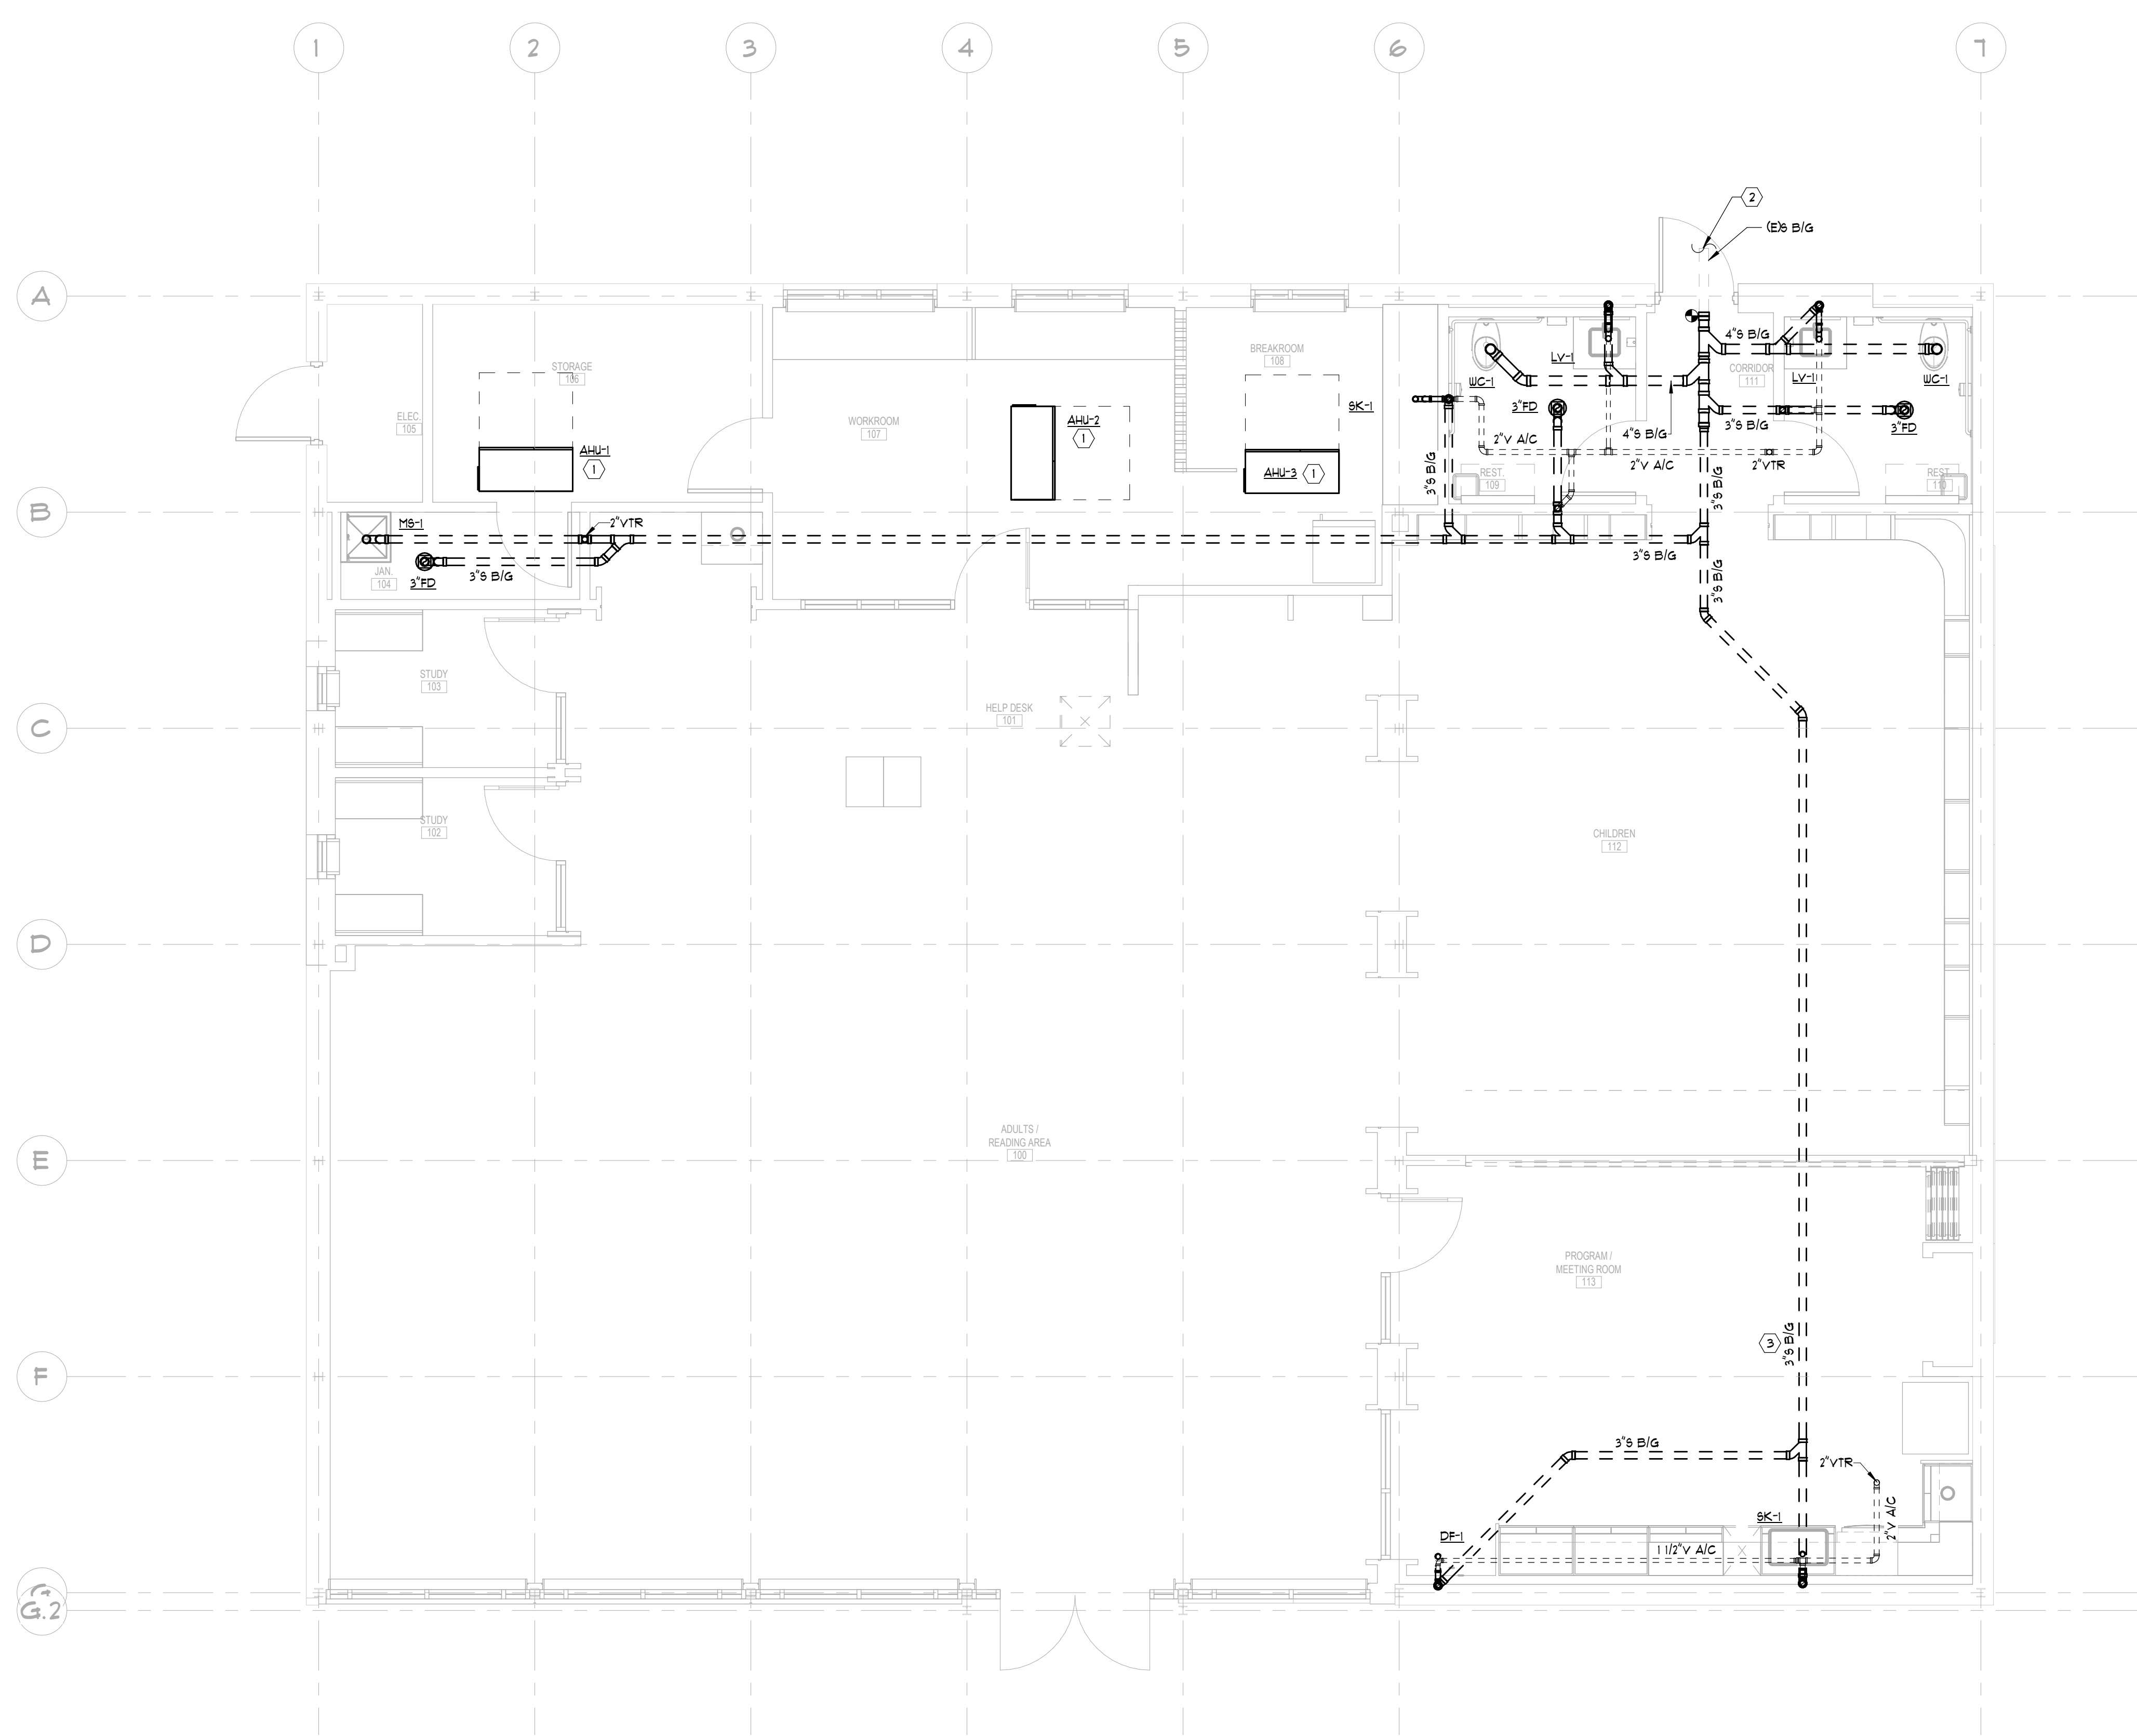 1
2
3
4
5
6
7
2
(E)S B/G
A
4"S B/G
BREAKROOM
108
LV-1
STORAGE
106
CORRIDOR
111
LV-1
WC-1
WC-1
SK-1
3"FD
ELEC.
105
WORKROOM
107
AHU-2
1
3"S B/G
3"FD
4"S B/G
2"V A/C
AHU-1
1
2"V A/C
2"VTR
AHU-3
1
3"S B/G
REST.
109
3"S B/G
REST.
110
B
MS-1
2"VTR
3"S B/G
JAN.
104
3"FD
3"S B/G
3"S B/G
STUDY
103
HELP DESK
101
C
STUDY
102
CHILDREN
112
D
ADULTS /
READING AREA
100
E
PROGRAM /
MEETING ROOM
113
3
3"S B/G
F
3"S B/G
2"VTR
SK-1
2"V A/C
DF-1
1 1/2"V A/C
G
G.2